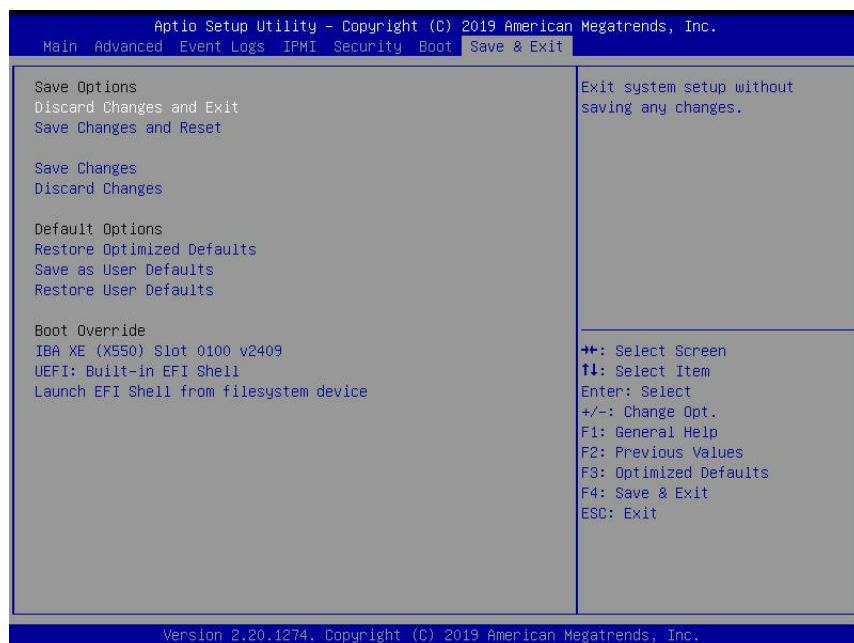 Aptio Setup Utility – Copyright (C) 2019 American Megatrends, Inc.
Main Advanced Event Logs IPMI Security Boot Save & Exit
Save Options
Discard Changes and Exit
Save Changes and Reset
Save Changes
Discard Changes
Default Options
Restore Optimized Defaults
Save as User Defaults
Restore User Defaults
Boot Override
IBA XE (X550) Slot 0100 v2409
UEFI: Built-in EFI Shell
Launch EFI Shell from filesystem device
Exit system setup without
saving any changes.
→←: Select Screen
↑↓: Select Item
Enter: Select
+/-: Change Opt.
F1: General Help
F2: Previous Values
F3: Optimized Defaults
F4: Save & Exit
ESC: Exit
Version 2.20.1274. Copyright (C) 2019 American Megatrends, Inc.